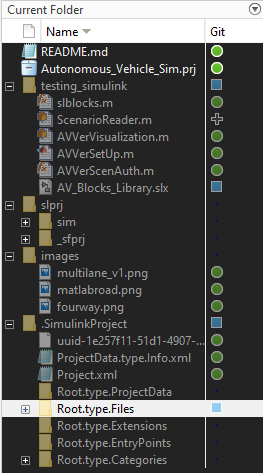 Current Folder
Name Git
README.md
Autonomous_Vehicle_Sim.prj
testing_simulink
slblocks.m
ScenarioReader.m
AVVerVisualization.m
AVVerSetUp.m
AVVerScenAuth.m
AV_Blocks_Library.slx
slprj
sim
_sfprj
images
multilane_v1.png
matlabroad.png
fourway.png
.SimulinkProject
uuid-1e257f11-51d1-4907-...
ProjectData.type.Info.xml
Project.xml
Root.type.ProjectData
Root.type.Files
Root.type.Extensions
Root.type.EntryPoints
Root.type.Categories